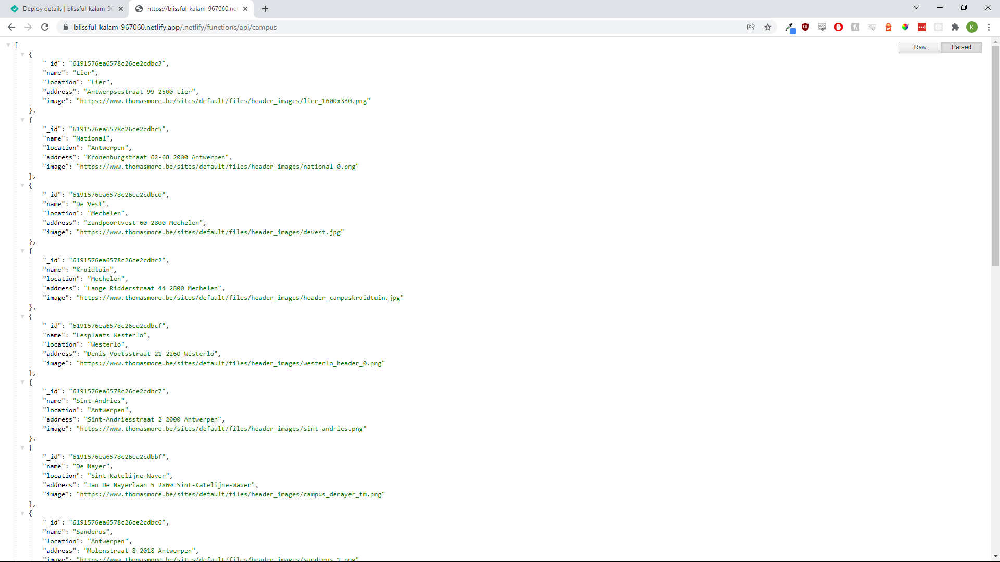 Deploy details | blissful-kalam-96
https://blissful-kalam-967060.net
blissful-kalam-967060.netlify.app/.netlify/functions/api/campus
K
Raw
Parsed
[
{
"_id": "6191576ea6578c26ce2cdbc3",
"name": "Lier",
"location": "Lier",
"address": "Antwerpsestraat 99 2500 Lier",
"image": "https://www.thomasmore.be/sites/default/files/header_images/lier_1600x330.png"
},
{
"_id": "6191576ea6578c26ce2cdbc5",
"name": "National",
"location": "Antwerpen",
"address": "Kronenburgstraat 62-68 2000 Antwerpen",
"image": "https://www.thomasmore.be/sites/default/files/header_images/national_0.png"
},
{
"_id": "6191576ea6578c26ce2cdbc0",
"name": "De Vest",
"location": "Mechelen",
"address": "Zandpoortvest 60 2800 Mechelen",
"image": "https://www.thomasmore.be/sites/default/files/header_images/devest.jpg"
},
{
"_id": "6191576ea6578c26ce2cdbc2",
"name": "Kruidtuin",
"location": "Mechelen",
"address": "Lange Ridderstraat 44 2800 Mechelen",
"image": "https://www.thomasmore.be/sites/default/files/header_images/header_campuskruidtuin.jpg"
},
{
"_id": "6191576ea6578c26ce2cdbcf",
"name": "Lesplaats Westerlo",
"location": "Westerlo",
"address": "Denis Voetsstraat 21 2260 Westerlo",
"image": "https://www.thomasmore.be/sites/default/files/header_images/westerlo_header_0.png"
},
{
"_id": "6191576ea6578c26ce2cdbc7",
"name": "Sint-Andries",
"location": "Antwerpen",
"address": "Sint-Andriesstraat 2 2000 Antwerpen",
"image": "https://www.thomasmore.be/sites/default/files/header_images/sint-andries.png"
},
{
"_id": "6191576ea6578c26ce2cdbbf",
"name": "De Nayer",
"location": "Sint-Katelijne-Waver",
"address": "Jan De Nayerlaan 5 2860 Sint-Katelijne-Waver",
"image": "https://www.thomasmore.be/sites/default/files/header_images/campus_denayer_tm.png"
},
{
"_id": "6191576ea6578c26ce2cdbc6",
"name": "Sanderus",
"location": "Antwerpen",
"address": "Molenstraat 8 2018 Antwerpen",
"image": "https://www.thomasmore.be/sites/default/files/header_images/sanderus_1.png"